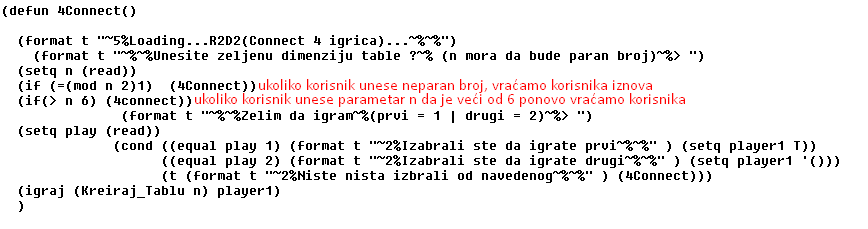 (defun 4Connect()
(format t "~5%Loading...R2D2(Connect 4 igrica)...~%~%")
(format t "~%~%Unesite zeljenu dimenziju table ?~% (n mora da bude paran broj)~%> ")
(setq n (read))
(if (=(mod n 2)1) (4Connect))ukoliko korisnik unese neparan broj, vraćamo korisnika iznova
(if(> n 6) (4connect))ukoliko korisnik unese parametar n da je veći od 6 ponovo vraćamo korisnika
(format t "~%~%Zelim da igram~%(prvi = 1 | drugi = 2)~%> ")
(setq play (read))
(cond ((equal play 1) (format t "~2%Izabrali ste da igrate prvi~%~%" ) (setq player1 T))
((equal play 2) (format t "~2%Izabrali ste da igrate drugi~%~%" ) (setq player1 '()))
(t (format t "~2%Niste nista izbrali od navedenog~%~%" ) (4Connect)))
(igraj (Kreiraj_Tablu n) player1)
)